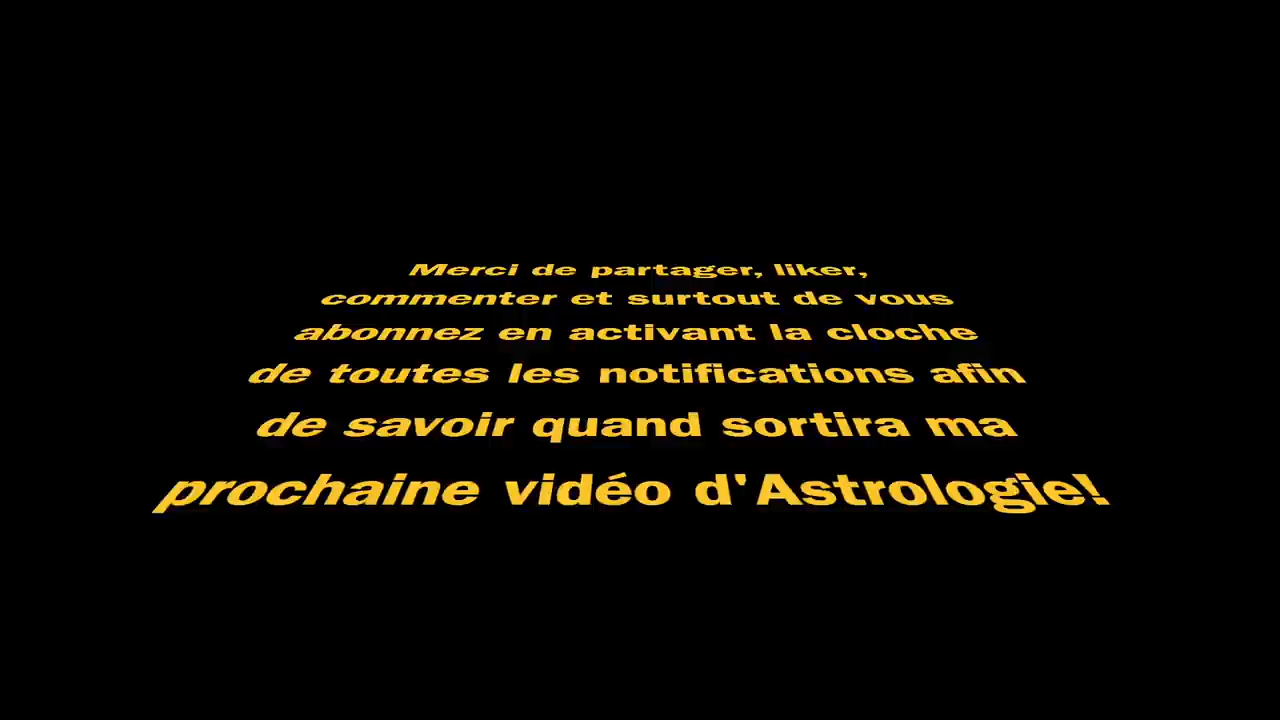 Merci de partager, liker,
commenter et surtout de vous
abonnez en activant la cloche
de toutes les notifications afin
de savoir quand sortira ma
prochaine vidéo d'Astrologie!